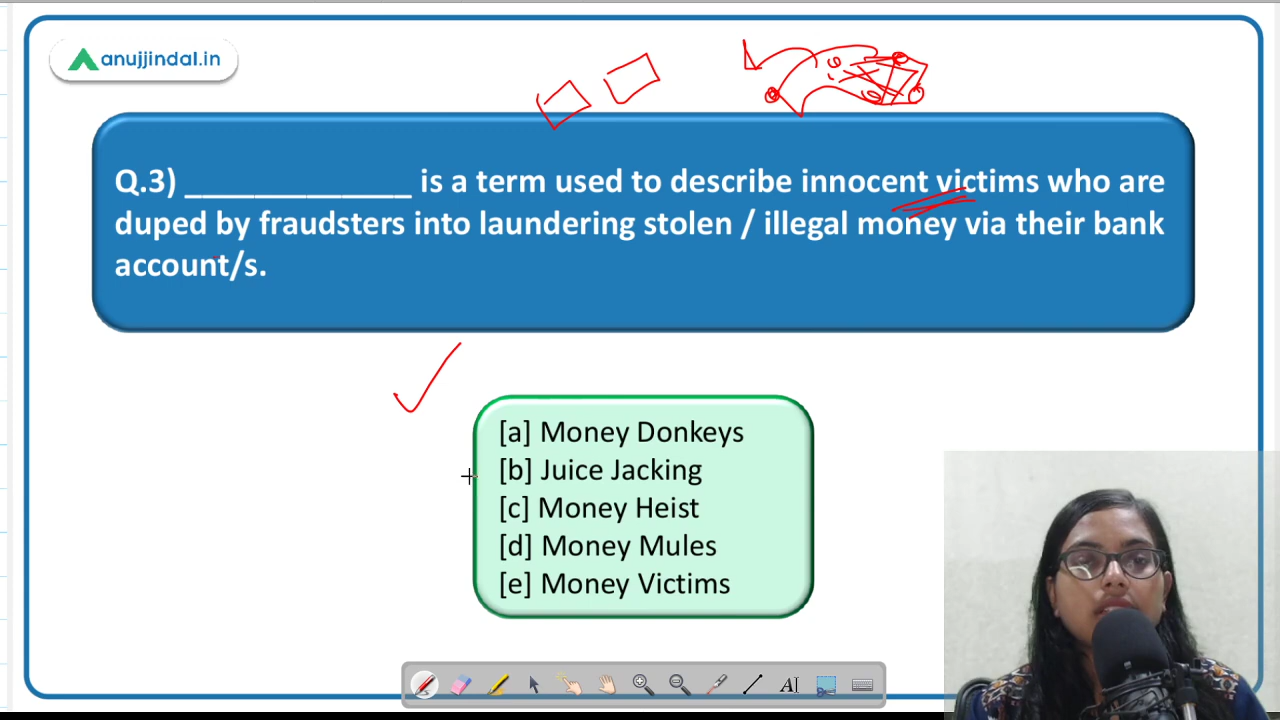 anujjindal.in
Q.3) ______________ is a term used to describe innocent victims who are
duped by fraudsters into laundering stolen / illegal money via their bank
account/s.
[a] Money Donkeys
[b] Juice Jacking
[c] Money Heist
[d] Money Mules
[e] Money Victims
A